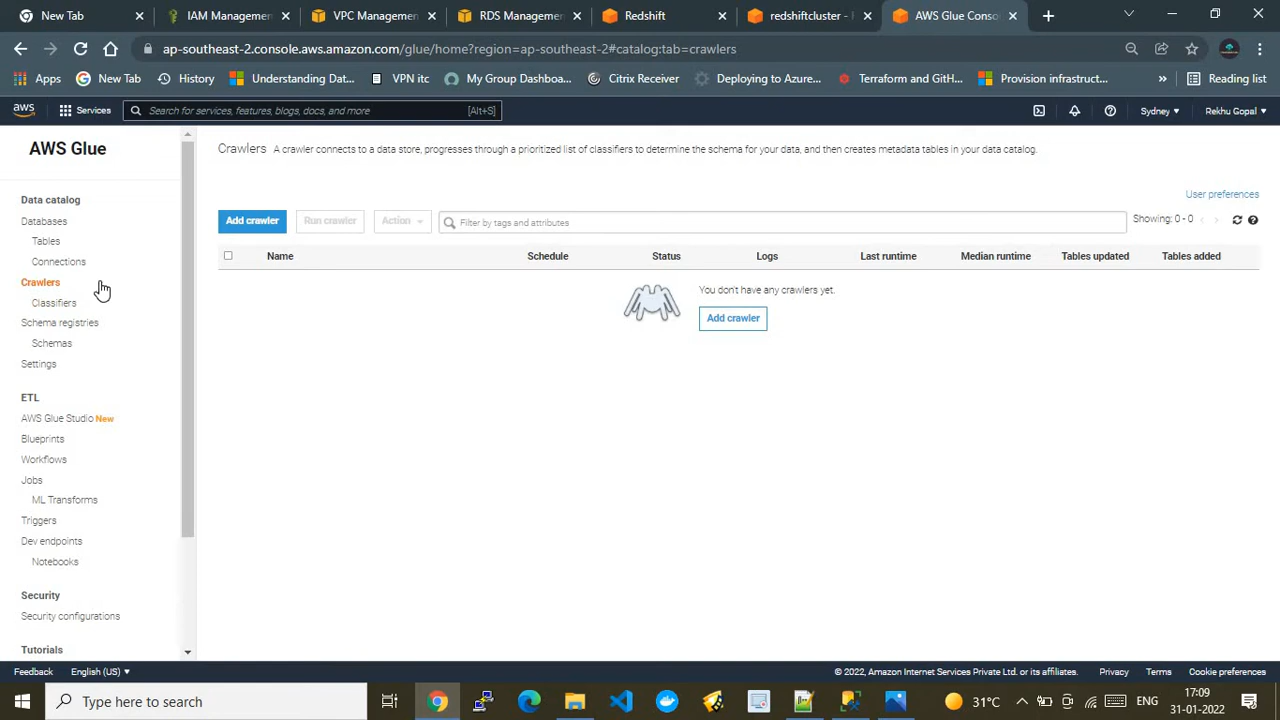 New Tab
IAM Managemen
VPC Managemen
RDS Managemen
Redshift
redshiftcluster -
AWS Glue Conso
ap-southeast-2.console.aws.amazon.com/glue/home?region=ap-southeast-2#catalog:tab=crawlers
Apps
New Tab
History
Understanding Dat...
VPN itc
My Group Dashboa...
Citrix Receiver
Deploying to Azure...
Terraform and GitH...
Provision infrastruct...
»
Reading list
aws
Services
Search for services, features, blogs, docs, and more
[Alt+S]
Sydney
Rekhu Gopal
AWS Glue
Data catalog
Databases
Tables
Connections
Crawlers
Classifiers
Schema registries
Schemas
Settings
ETL
AWS Glue Studio New
Blueprints
Workflows
Jobs
ML Transforms
Triggers
Dev endpoints
Notebooks
Security
Security configurations
Tutorials
Crawlers A crawler connects to a data store, progresses through a prioritized list of classifiers to determine the schema for your data, and then creates metadata tables in your data catalog.
User preferences
Add crawler
Run crawler
Action
Filter by tags and attributes
Showing: 0 - 0
Name
Schedule
Status
Logs
Last runtime
Median runtime
Tables updated
Tables added
You don't have any crawlers yet.
Add crawler
Feedback
English (US)
© 2022, Amazon Internet Services Private Ltd. or its affiliates.
Privacy
Terms
Cookie preferences
Type here to search
31°C
ENG
17:09
31-01-2022